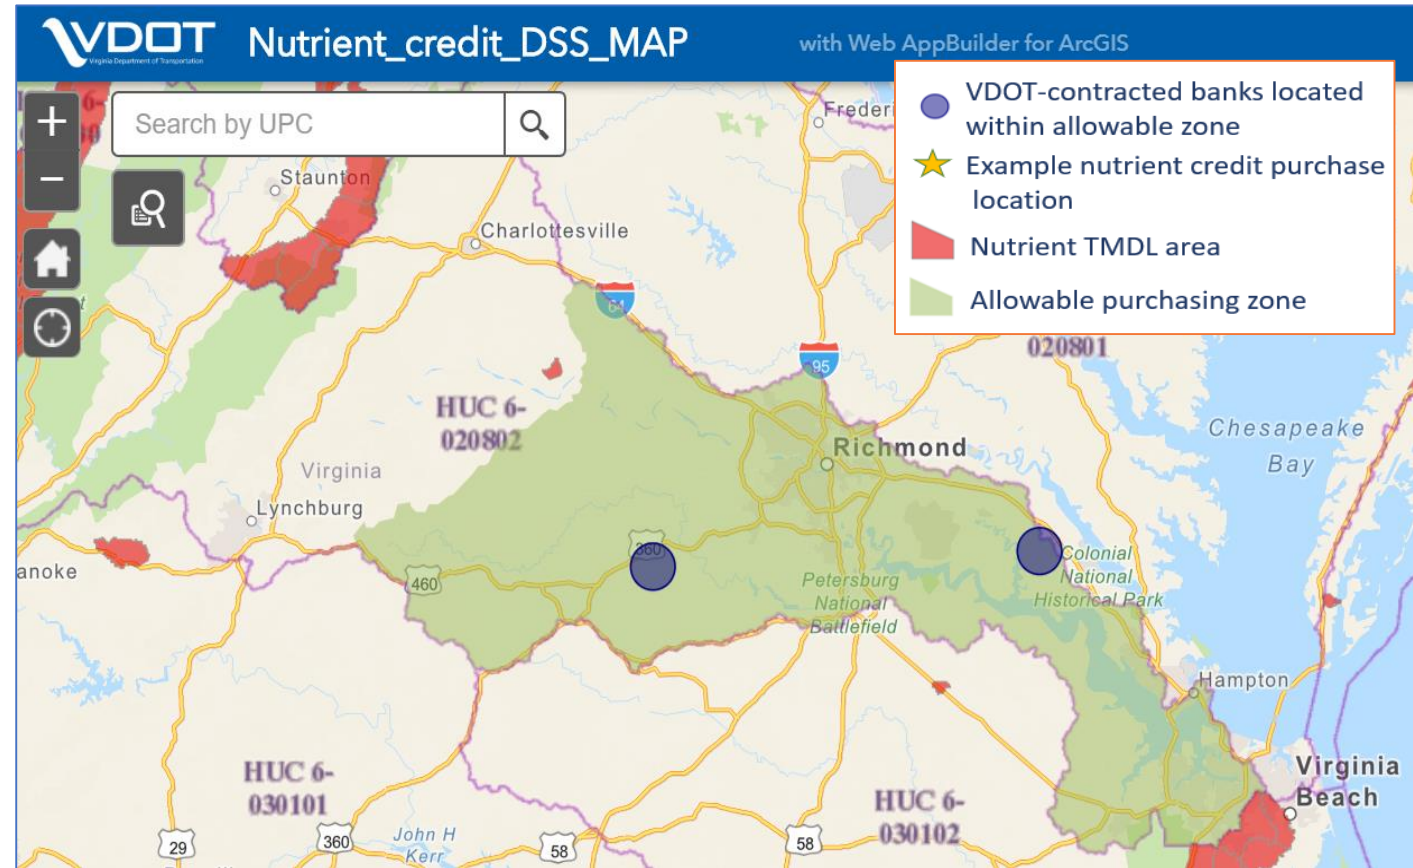 VDOT
Virginia Department of Transportation
Nutrient_credit_DSS_MAP
with Web AppBuilder for ArcGIS
VDOT-contracted banks located
within allowable zone
Example nutrient credit purchase
location
Nutrient TMDL area
Allowable purchasing zone
+
Search by UPC
−
Staunton
Charlottesville
64
95
020801
HUC 6-
020802
Chesapeake
Bay
Richmond
Virginia
Lynchburg
360
anoke
460
Colonial
National
Historical Park
Petersburg
National
Battlefield
Hampton
HUC 6-
030101
Virginia
Beach
HUC 6-
030102
29
360
John H
Kerr
58
58